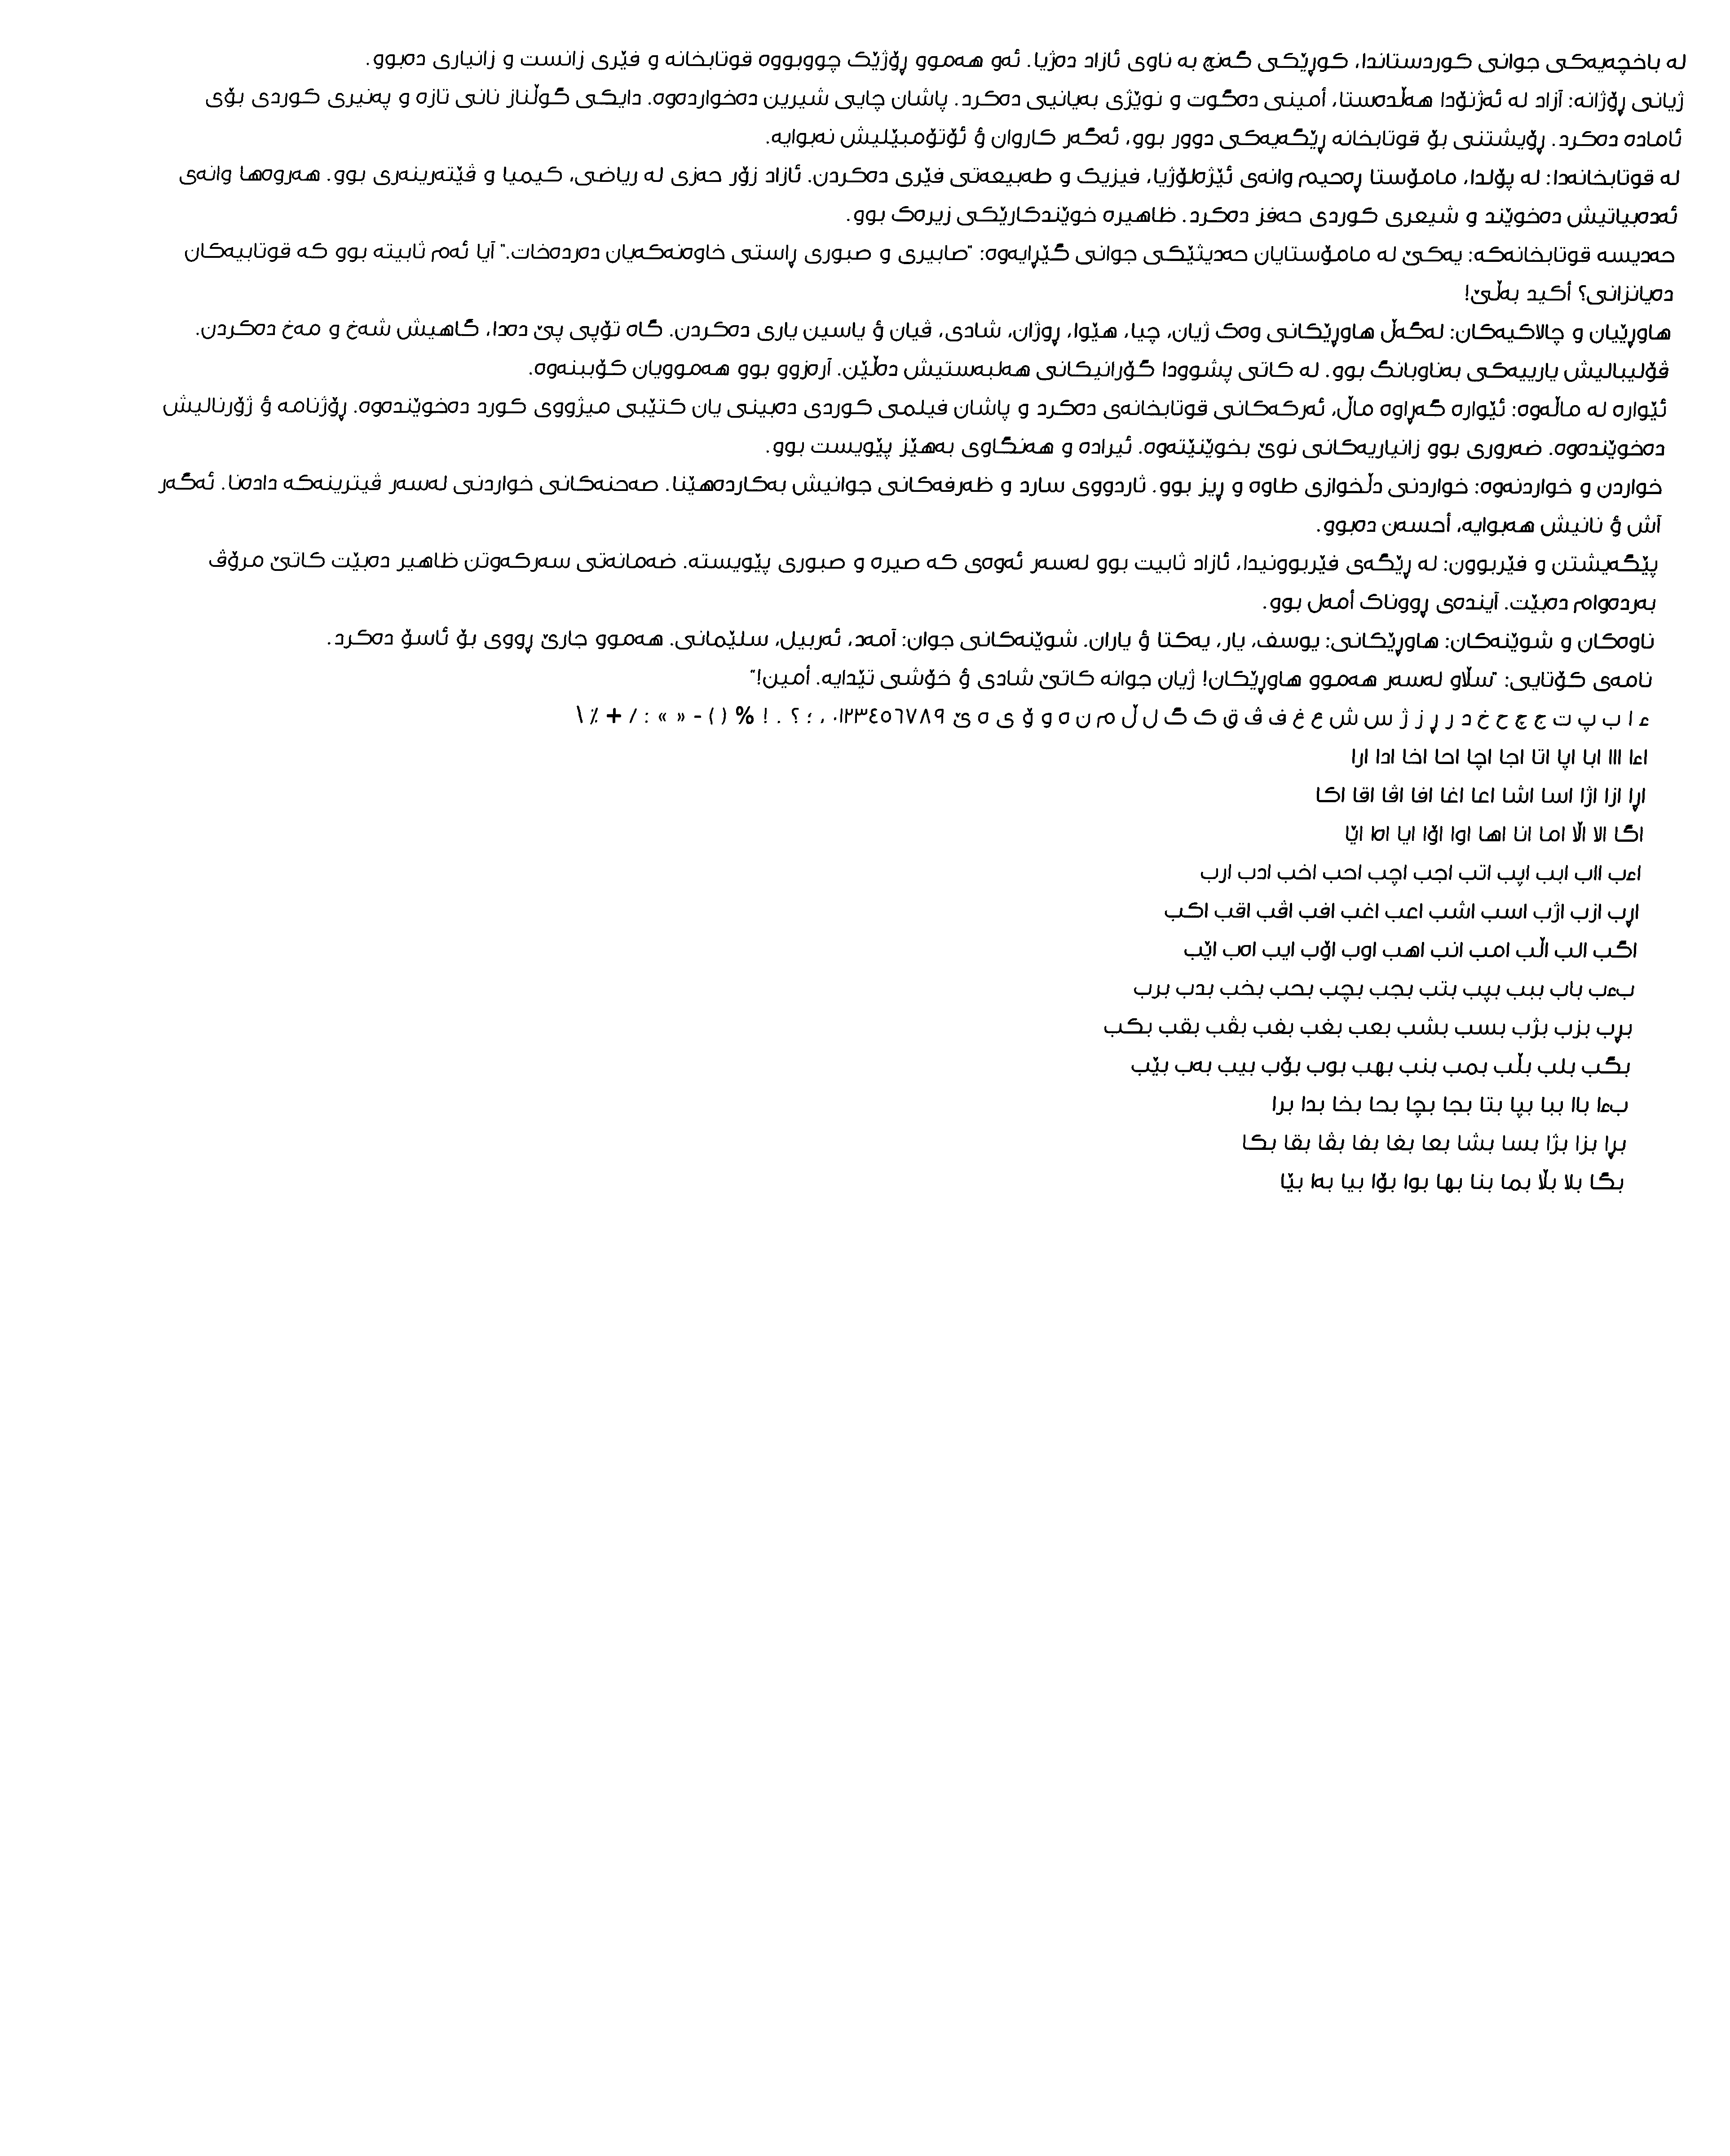 لە باخچەیەکی جوانی کوردستاندا، کوڕێکی گەنج بە ناوی ئازاد دەژیا. ئەو هەموو ڕۆژێک چووبووە قوتابخانە و فێری زانست و زانیاری دەبوو.
ژیانی ڕۆژانە: آزاد لە ئەژنۆدا هەڵدەستا، أمینی دەگوت و نوێژی بەیانیی دەکرد. پاشان چایی شیرین دەخواردەوە. دایکی گوڵناز نانی تازە و پەنیری کوردی بۆی
ئامادە دەکرد. ڕۆیشتنی بۆ قوتابخانە ڕێگەیەکی دوور بوو، ئەگەر کاروان ؤ ئۆتۆمبێلیش نەبوایە.
لە قوتابخانەدا: لە پۆلدا، مامۆستا ڕەحیم وانەی ئێژەلۆژیا، فیزیک و طەبیعەتی فێری دەکردن. ئازاد زۆر حەزی لە ریاضی، کیمیا و ڤێتەرینەری بوو. هەروەها وانەی
ئەدەبیاتیش دەخوێند و شیعری کوردی حەفز دەکرد. ظاهیرە خوێندکارێکی زیرەک بوو.
حەدیسە قوتابخانەکە: یەکێ لە مامۆستایان حەدیثێکی جوانی گێڕایەوە: "صابیری و صبوری ڕاستی خاوەنەکەیان دەردەخات." آیا ئەم ثابیتە بوو کە قوتابیەکان
دەیانزانی؟ أکید بەڵێ!
هاوڕێیان و چالاکیەکان: لەگەڵ هاوڕێکانی وەک ژیان، چیا، هێوا، ڕوژان، شادی، ڤیان ؤ یاسین یاری دەکردن. گاە تۆپی پێ دەدا، گاهیش شەخ و مەخ دەکردن.
ڤۆلیبالیش یارییەکی بەناوبانگ بوو. لە کاتی پشوودا گۆرانیکانی هەلبەستیش دەڵێن. آرەزوو بوو هەموویان کۆببنەوە.
ئێوارە لە ماڵەوە: ئێوارە گەڕاوە ماڵ، ئەرکەکانی قوتابخانەی دەکرد و پاشان فیلمی کوردی دەبینی یان کتێبی میژووی کورد دەخوێندەوە. ڕۆژنامە ؤ ژۆرنالیش
دەخوێندەوە. ضەروری بوو زانیاریەکانی نوێ بخوێنێتەوە. ئیرادە و هەنگاوی بەهێز پێویست بوو.
خواردن و خواردنەوە: خواردنی دڵخوازی طاوە و ڕیز بوو. ثاردووی سارد و ظەرفەکانی جوانیش بەکاردەهێنا. صەحنەکانی خواردنی لەسەر ڤیترینەکە دادەنا. ئەگەر
آش ؤ نانیش هەبوایە، أحسەن دەبوو.
پێگەیشتن و فێربوون: لە ڕێگەی فێربوونیدا، ئازاد ثابیت بوو لەسەر ئەوەی کە صیرە و صبوری پێویستە. ضەمانەتی سەرکەوتن ظاهیر دەبێت کاتێ مرۆڤ
بەردەوام دەبێت. آیندەی ڕووناک أمەل بوو.
ناوەکان و شوێنەکان: هاوڕێکانی: یوسف، یار، یەکتا ؤ یاران. شوێنەکانی جوان: آمەد، ئەربیل، سلێمانی. هەموو جارێ ڕووی بۆ ئاسۆ دەکرد.
نامەی کۆتایی: "سڵاو لەسەر هەموو هاوڕێکان! ژیان جوانە کاتێ شادی ؤ خۆشی تێدایە. أمین!"
ء ا ب پ ت ج چ ح خ د ر ڕ ز ژ س ش ع غ ف ڤ ق ک گ ل ڵ م ن ە و ۆ ی ە ێ ٠١٢٣٤٥٦٧٨٩ ، ؛ ؟ . ! % ( ) - « » : / + ٪ \
اءا ااا ابا اپا اتا اجا اچا احا اخا ادا ارا
اڕا ازا اژا اسا اشا اعا اغا افا اڤا اقا اکا
اگا الا اڵا اما انا اها اوا اۆا ایا اەا اێا
اءب ااب ابب اپب اتب اجب اچب احب اخب ادب ارب
اڕب ازب اژب اسب اشب اعب اغب افب اڤب اقب اکب
اگب الب اڵب امب انب اهب اوب اۆب ایب اەب اێب
بءب باب ببب بپب بتب بجب بچب بحب بخب بدب برب
بڕب بزب بژب بسب بشب بعب بغب بفب بڤب بقب بکب
بگب بلب بڵب بمب بنب بهب بوب بۆب بیب بەب بێب
بءا باا ببا بپا بتا بجا بچا بحا بخا بدا برا
بڕا بزا بژا بسا بشا بعا بغا بفا بڤا بقا بکا
بگا بلا بڵا بما بنا بها بوا بۆا بیا بەا بێا